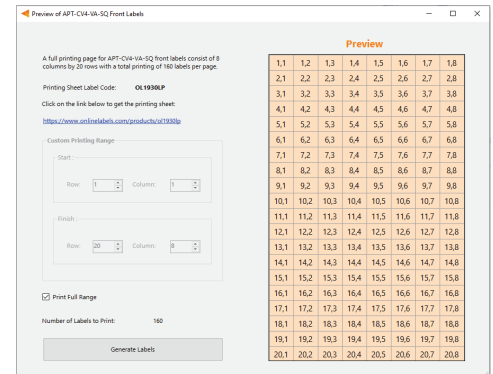 Preview of APT-CV4-VA-SQ Front Labels
Preview
A full printing page for APT-CV4-VA-SQ front labels consist of 8
columns by 20 rows with a total printing of 160 labels per page.
Printing Sheet Label Code: OL1930LP
Click on the link below to get the printing sheet:
https://www.onlinelabels.com/products/ol1930lp
Custom Printing Range
Start :
Row: 1 Column: 1
Finish :
Row: 20 Column: 8
Print Full Range
Number of Labels to Print: 160
Generate Labels
1,1 1,2 1,3 1,4 1,5 1,6 1,7 1,8
2,1 2,2 2,3 2,4 2,5 2,6 2,7 2,8
3,1 3,2 3,3 3,4 3,5 3,6 3,7 3,8
4,1 4,2 4,3 4,4 4,5 4,6 4,7 4,8
5,1 5,2 5,3 5,4 5,5 5,6 5,7 5,8
6,1 6,2 6,3 6,4 6,5 6,6 6,7 6,8
7,1 7,2 7,3 7,4 7,5 7,6 7,7 7,8
8,1 8,2 8,3 8,4 8,5 8,6 8,7 8,8
9,1 9,2 9,3 9,4 9,5 9,6 9,7 9,8
10,1 10,2 10,3 10,4 10,5 10,6 10,7 10,8
11,1 11,2 11,3 11,4 11,5 11,6 11,7 11,8
12,1 12,2 12,3 12,4 12,5 12,6 12,7 12,8
13,1 13,2 13,3 13,4 13,5 13,6 13,7 13,8
14,1 14,2 14,3 14,4 14,5 14,6 14,7 14,8
15,1 15,2 15,3 15,4 15,5 15,6 15,7 15,8
16,1 16,2 16,3 16,4 16,5 16,6 16,7 16,8
17,1 17,2 17,3 17,4 17,5 17,6 17,7 17,8
18,1 18,2 18,3 18,4 18,5 18,6 18,7 18,8
19,1 19,2 19,3 19,4 19,5 19,6 19,7 19,8
20,1 20,2 20,3 20,4 20,5 20,6 20,7 20,8